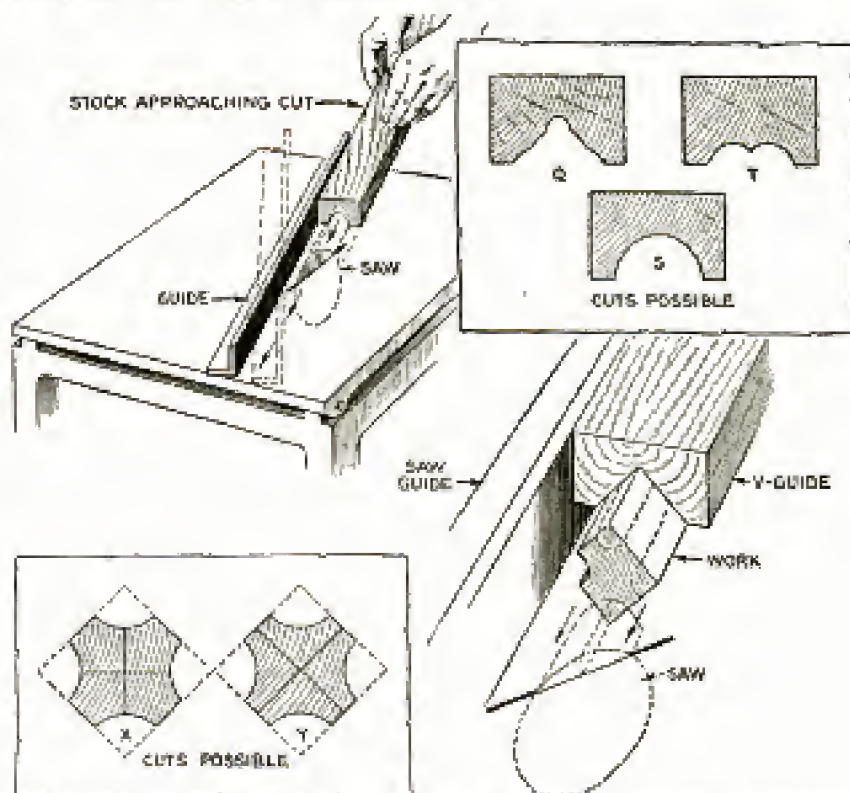 STOCK APPROACHING CUT
SAW
GUIDE
Q
T
S
CUTS POSSIBLE
SAW
GUIDE
V-GUIDE
WORK
SAW
X
Y
CUTS POSSIBLE